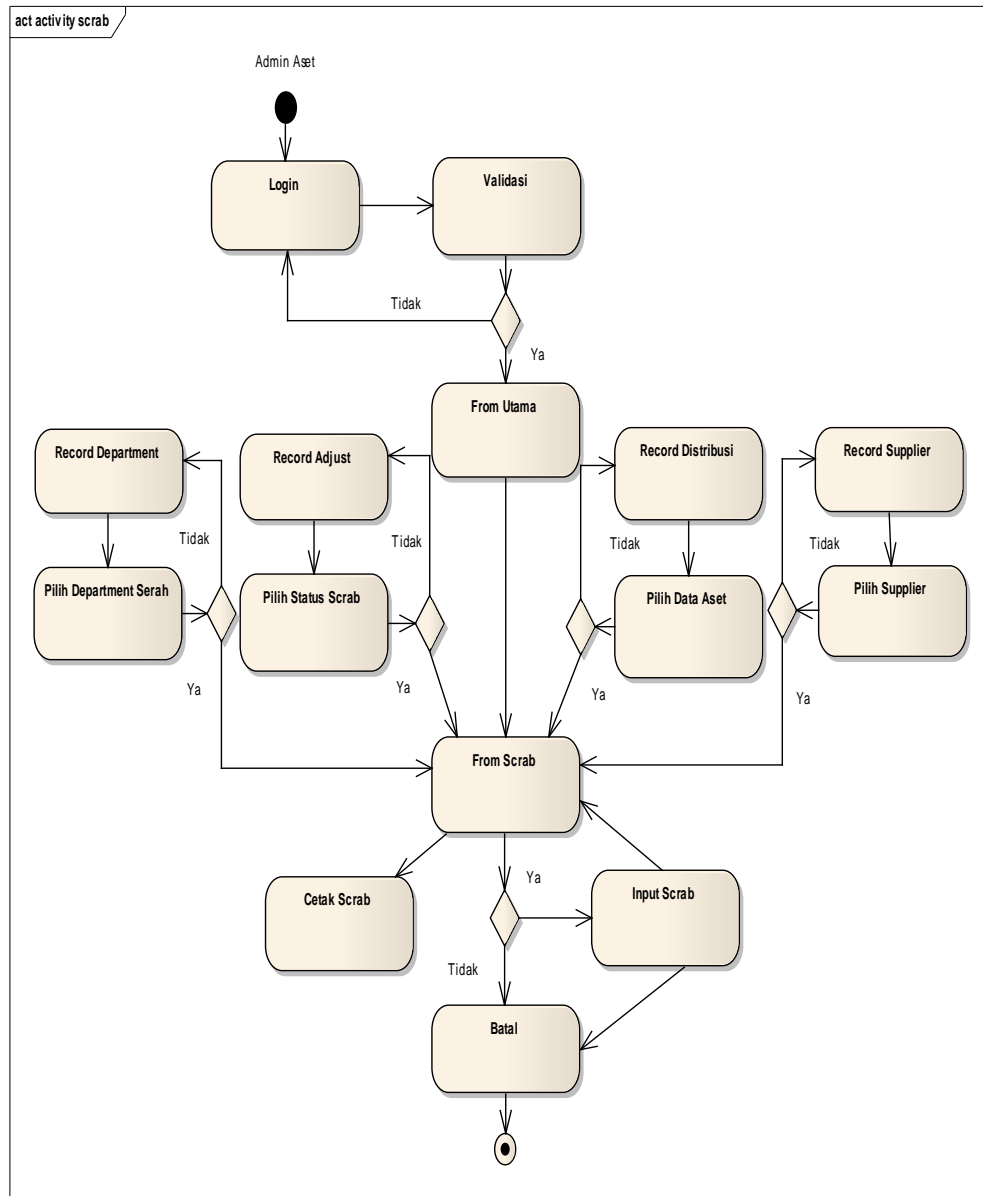 act activity scrab
Admin Aset
Login
Validasi
Tidak
Ya
From Utama
Record Department
Record Adjust
Record Distribusi
Record Supplier
Tidak
Tidak
Tidak
Tidak
Pilih Department Serah
Pilih Status Scrab
Pilih Data Aset
Pilih Supplier
Ya
Ya
Ya
Ya
From Scrab
Ya
Cetak Scrab
Input Scrab
Tidak
Batal